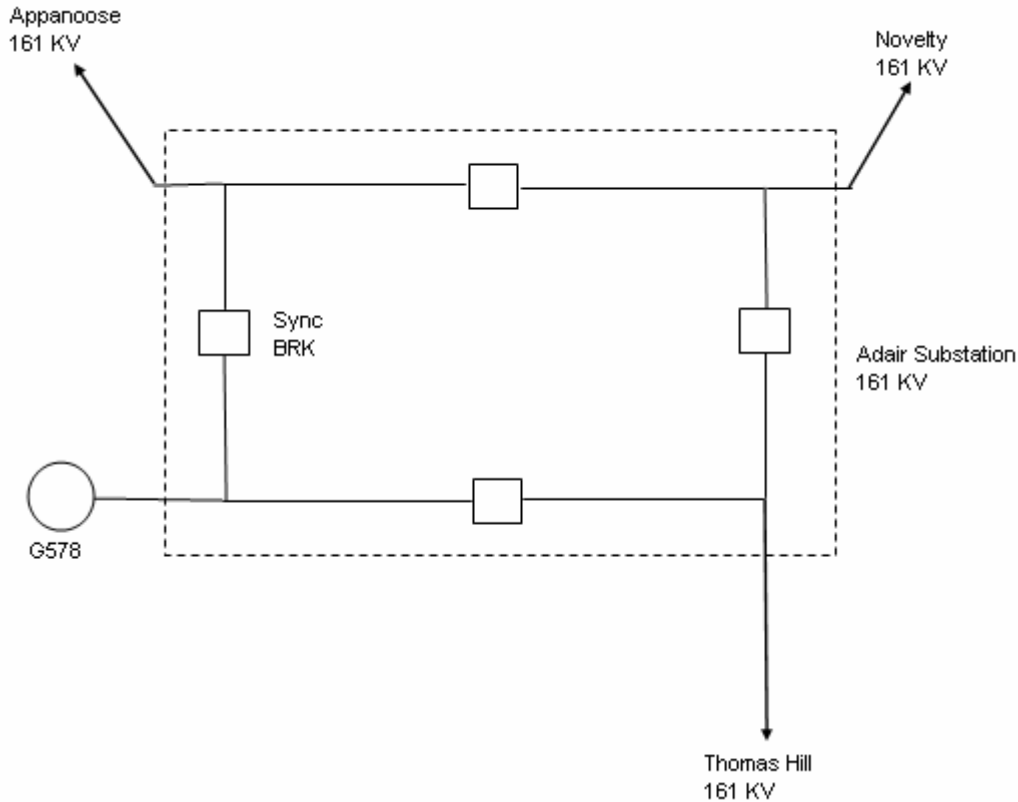 Appanoose
161 KV
Novelty
161 KV
Sync
BRK
Adair Substation
161 KV
G578
Thomas Hill
161 KV